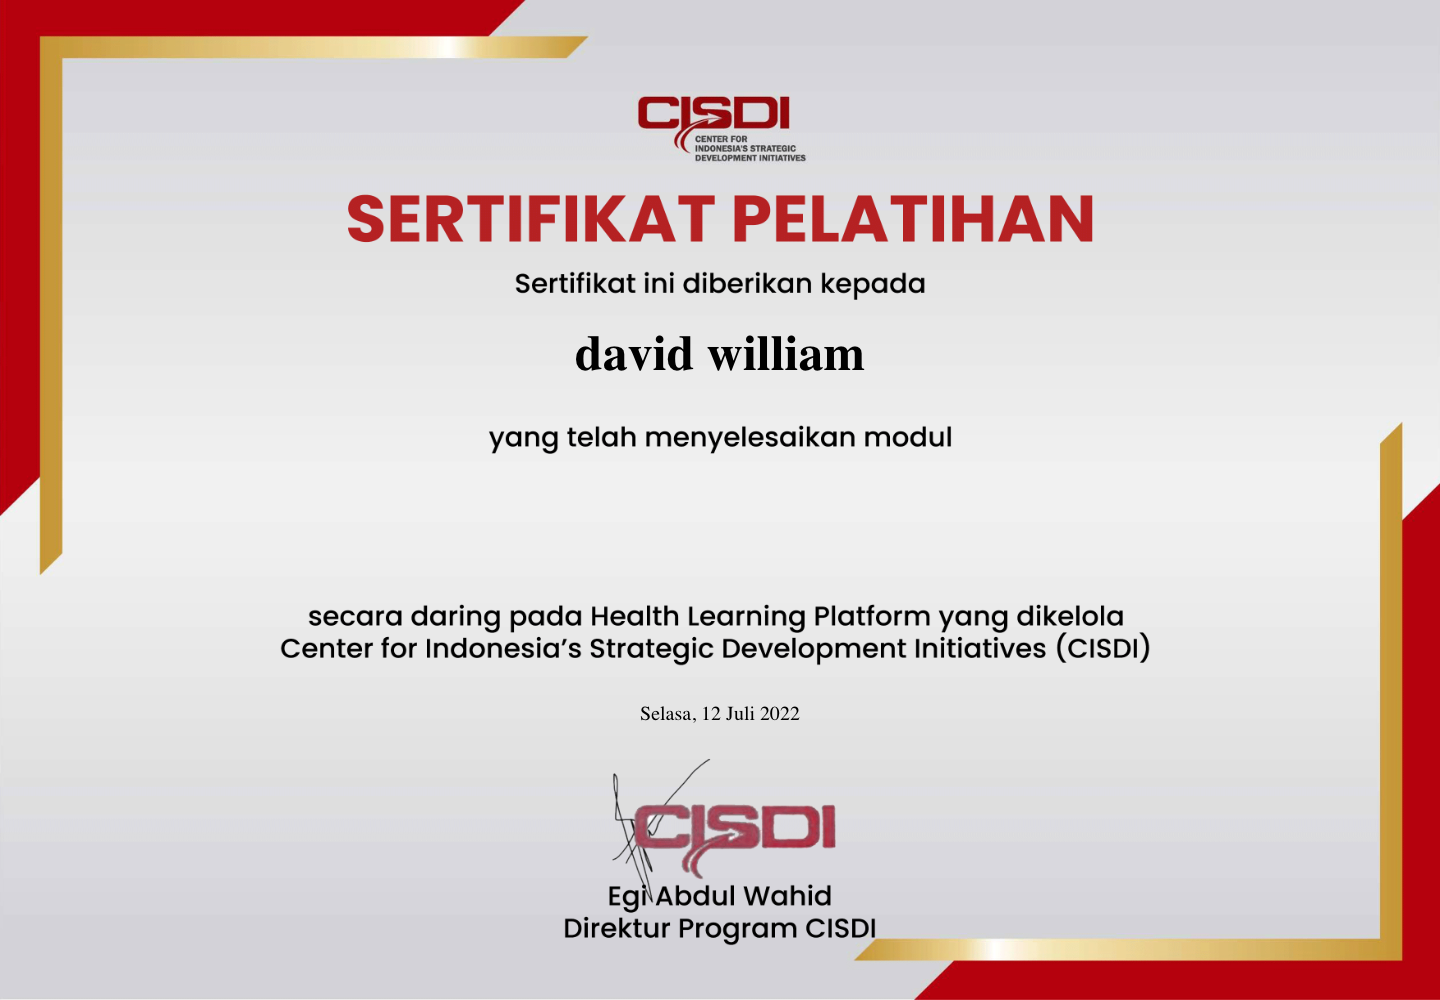 CISDI
CENTER FOR
INDONESIA'S STRATEGIC
DEVELOPMENT INITIATIVES
SERTIFIKAT PELATIHAN
Sertifikat ini diberikan kepada
david william
yang telah menyelesaikan modul
secara daring pada Health Learning Platform yang dikelola
Center for Indonesia’s Strategic Development Initiatives (CISDI)
Selasa, 12 Juli 2022
CISDI
Egi Abdul Wahid
Direktur Program CISDI